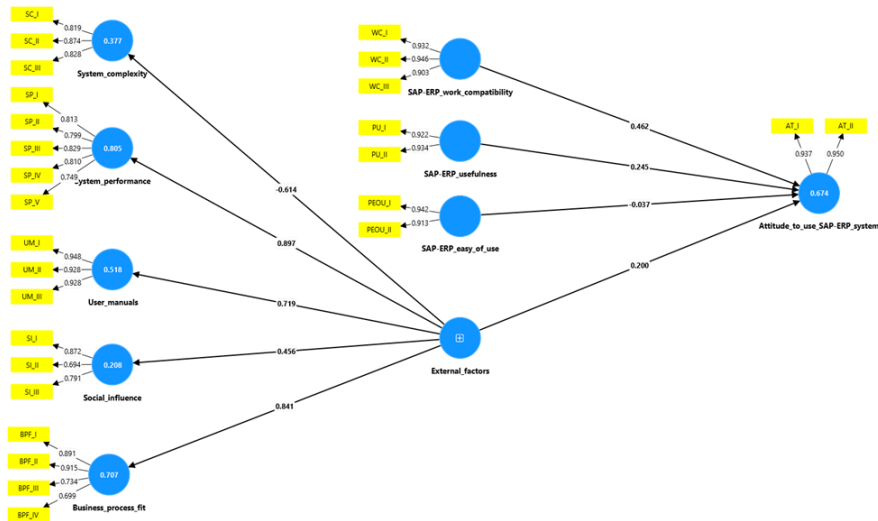 SC_I
0.819
SC_II
0.874
0.377
SC_III
0.828
System_complexity
SP_I
0.813
SP_II
0.799
SP_III
0.829
0.805
SP_IV
0.810
SP_V
0.749
ystem_performance
UM_I
0.948
UM_II
0.928
0.518
UM_III
0.928
User_manuals
SI_I
0.872
SI_II
0.694
0.208
SI_III
0.791
Social_influence
BPF_I
0.891
BPF_II
0.915
BPF_III
0.734
0.707
BPF_IV
0.699
Business_process_fit
-0.614
0.897
0.719
0.456
0.841
External_factors
WC_I
0.932
WC_II
0.946
WC_III
0.903
SAP-ERP_work_compatibility
PU_I
0.922
PU_II
0.934
SAP-ERP_usefulness
PEOU_I
0.942
PEOU_II
0.913
SAP-ERP_easy_of_use
0.462
0.245
-0.037
0.200
AT_I
AT_II
0.937
0.950
0.674
Attitude_to_use_SAP-ERP_system